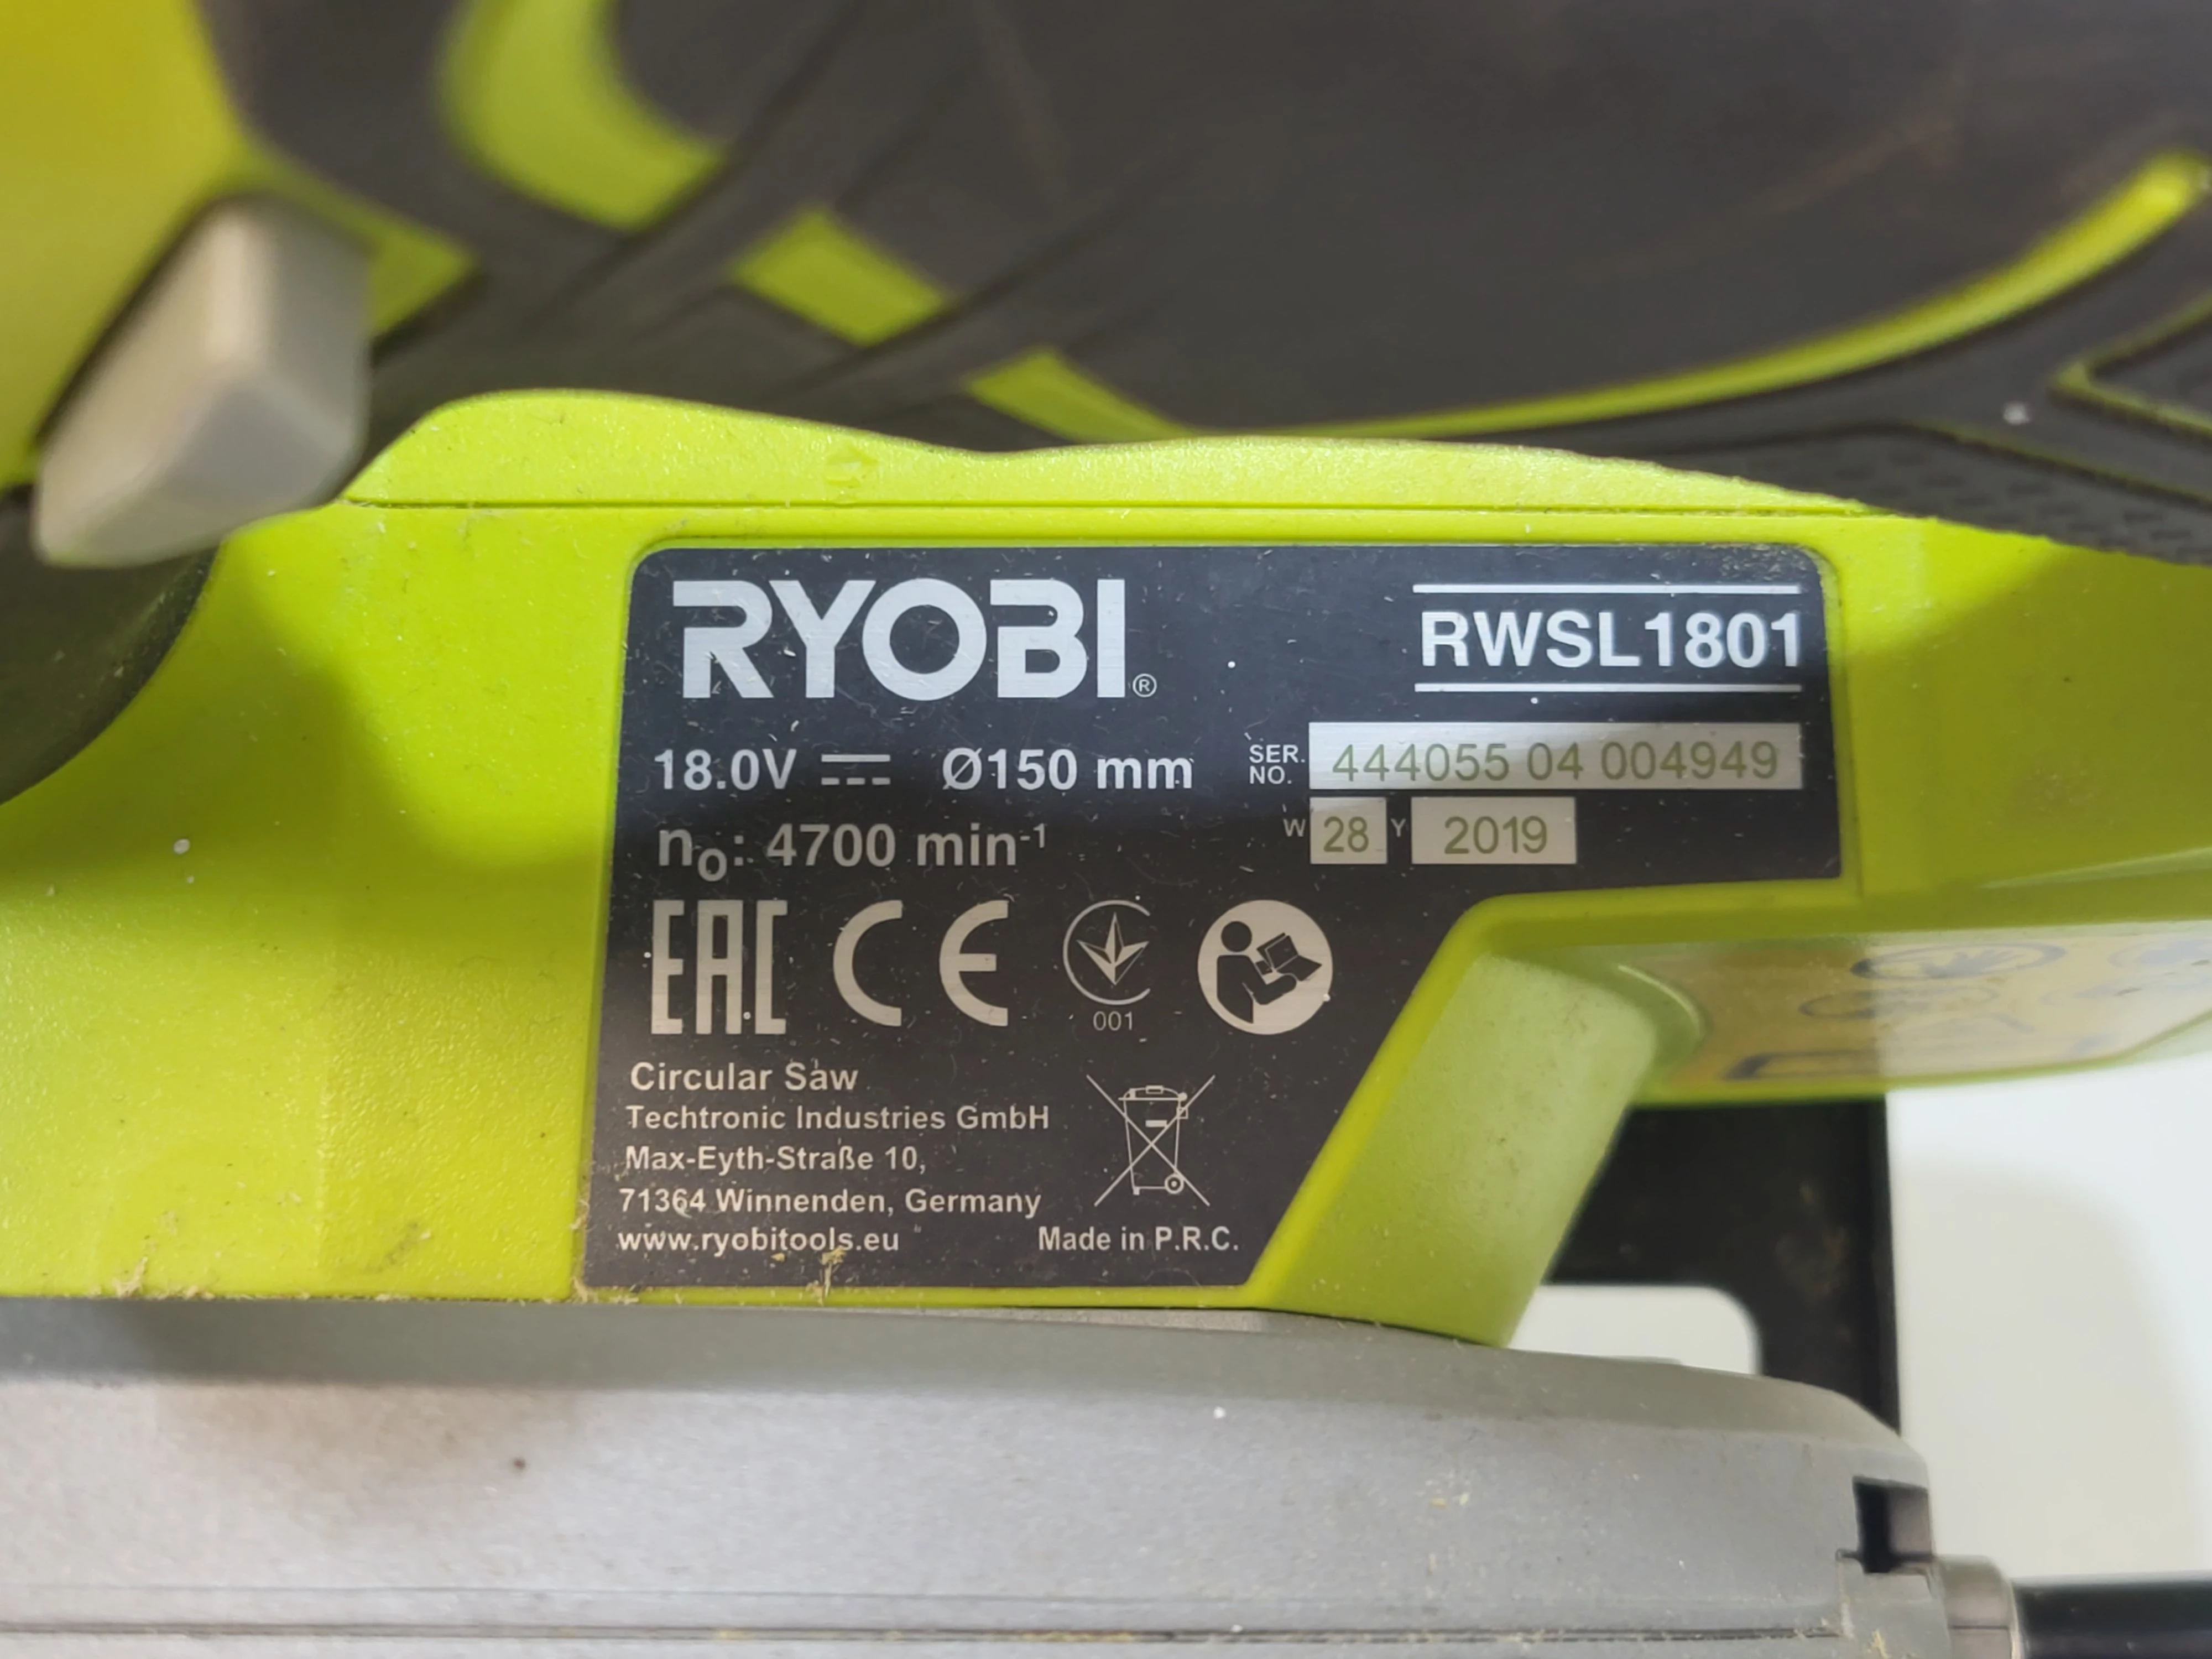 RYOBI®
RWSL1801
18.0V Ø150 mm
SER. NO. 444055 04 004949
n₀: 4700 min⁻¹
W 28 Y 2019
EAC CE
001
Circular Saw
Techtronic Industries GmbH
Max-Eyth-Straße 10,
71364 Winnenden, Germany
www.ryobitools.eu
Made in P.R.C.